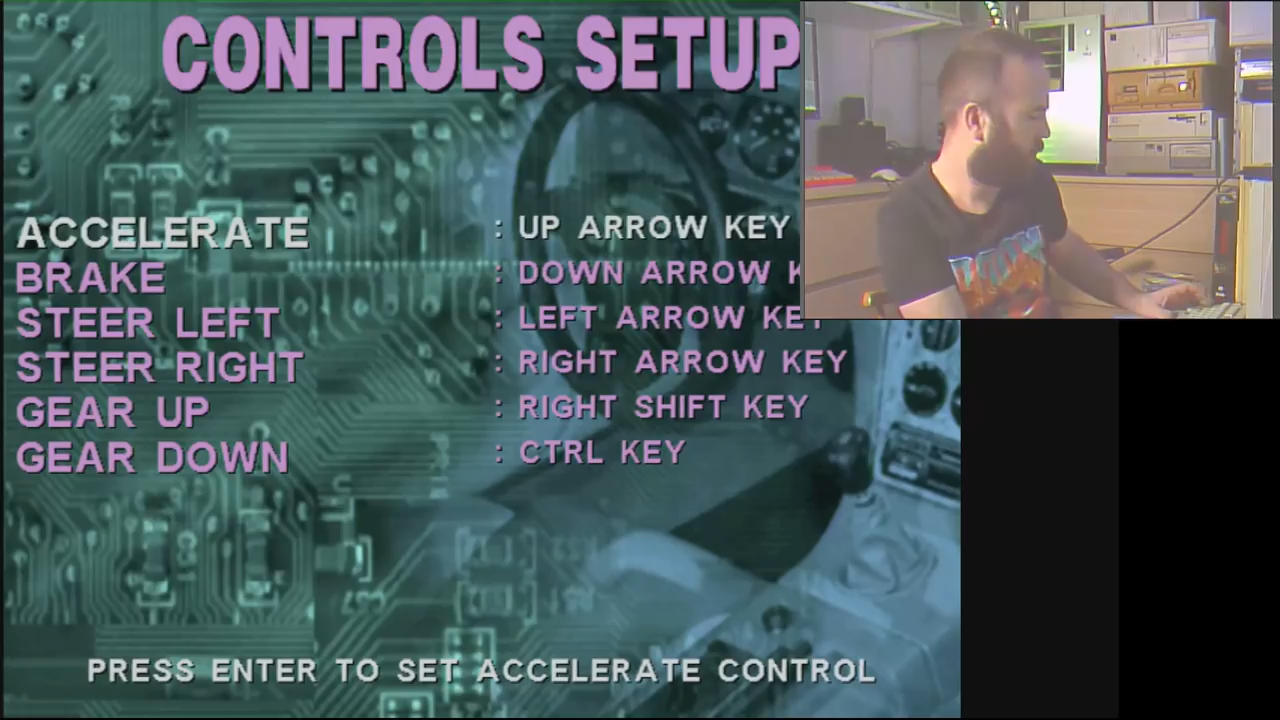 CONTROLS SETUP
ACCELERATE : UP ARROW KEY
BRAKE : DOWN ARROW K
STEER LEFT : LEFT ARROW KEY
STEER RIGHT : RIGHT ARROW KEY
GEAR UP : RIGHT SHIFT KEY
GEAR DOWN : CTRL KEY
PRESS ENTER TO SET ACCELERATE CONTROL